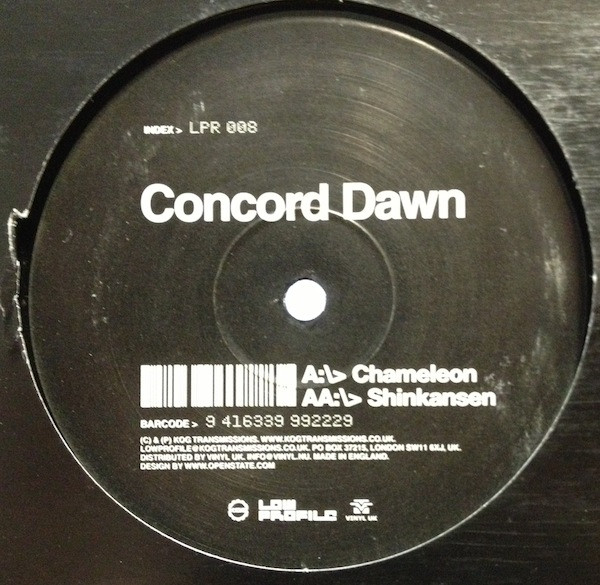 INDEX > LPR 008
Concord Dawn
A:\> Chameleon
AA:\> Shinkansen
BARCODE > 9 416339 992229
(C) & (P) KOG TRANSMISSIONS. WWW.KOGTRANSMISSIONS.CO.UK.
LOWPROFILE@KOGTRANSMISSIONS.CO.UK. PO BOX 37215, LONDON SW11 6XJ, UK.
DISTRIBUTED BY VINYL UK. INFO@VINYL.NU. MADE IN ENGLAND.
DESIGN BY WWW.OPENSTATE.COM
LOW
PROFILE
VINYL UK